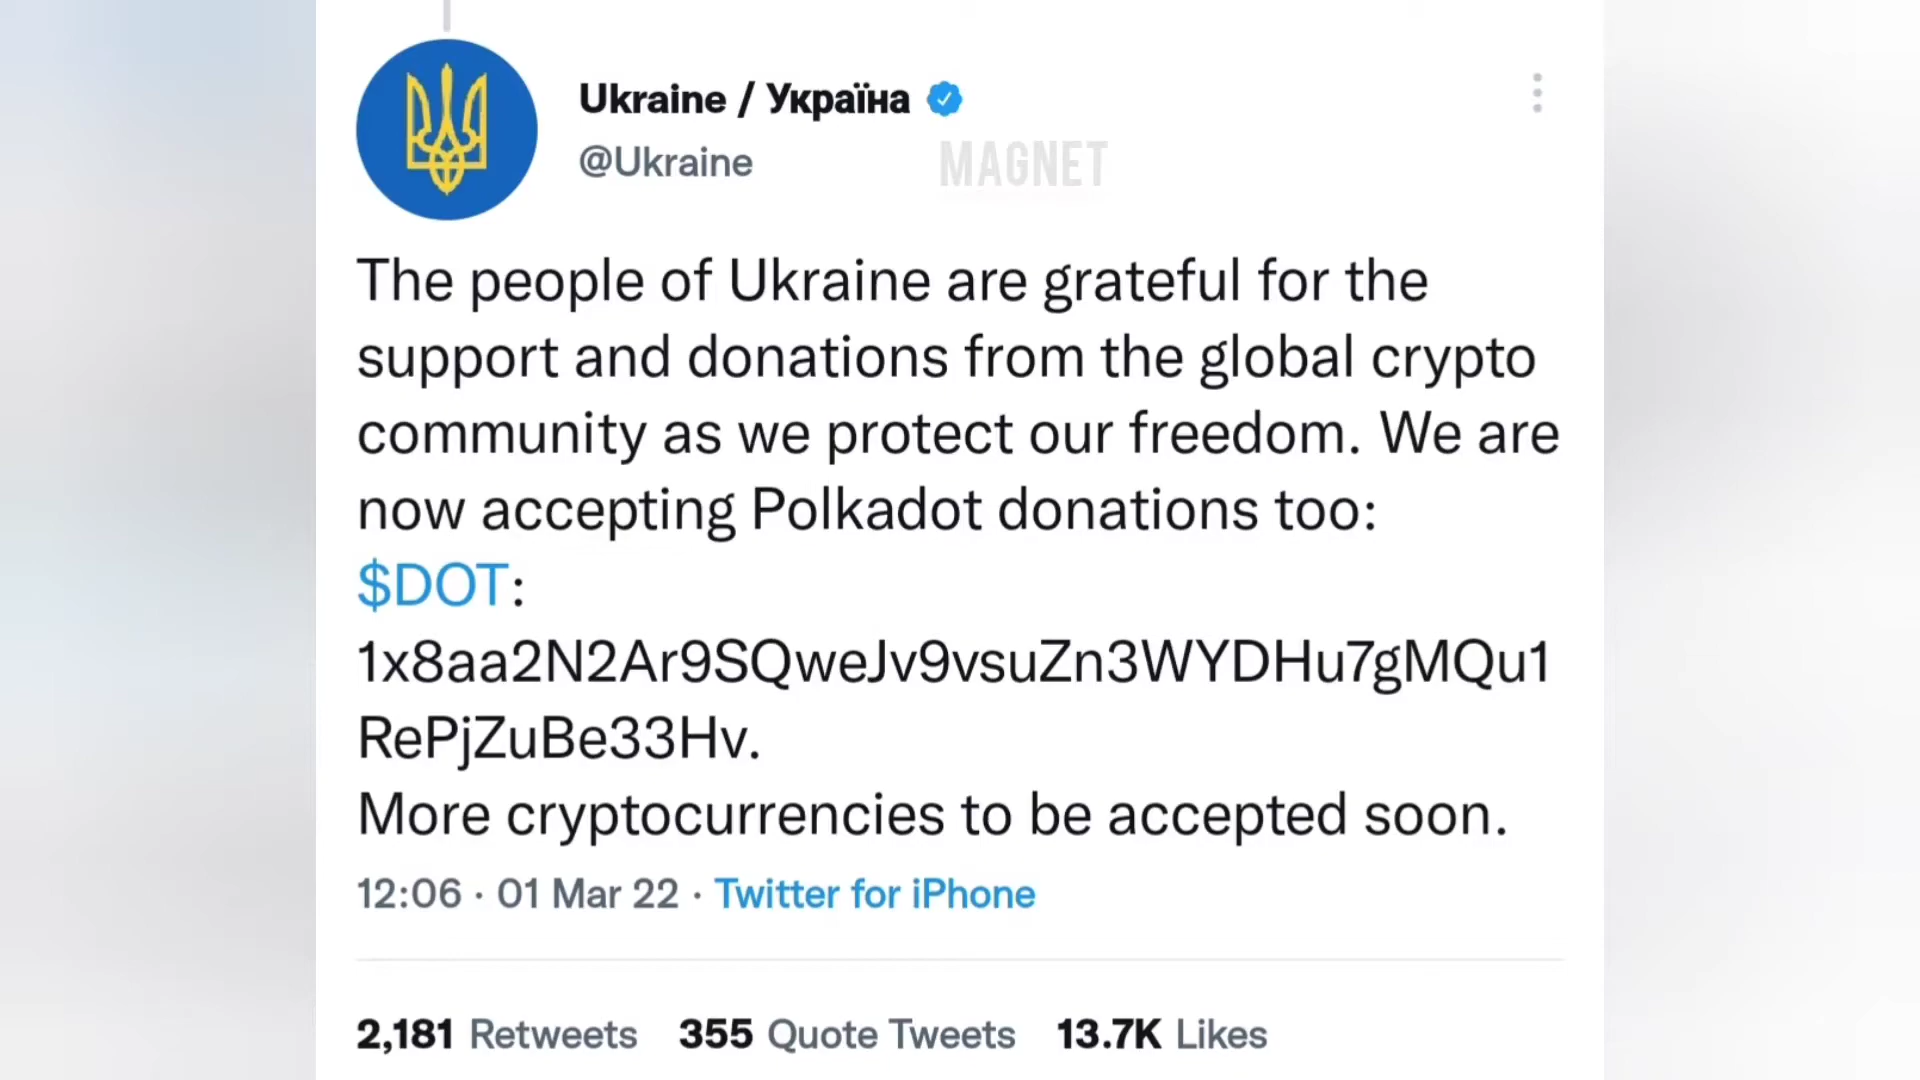 Ukraine / Україна
@Ukraine
MAGNET
The people of Ukraine are grateful for the
support and donations from the global crypto
community as we protect our freedom. We are
now accepting Polkadot donations too:
$DOT:
1x8aa2N2Ar9SQweJv9vsuZn3WYDHu7gMQu1
RePjZuBe33Hv.
More cryptocurrencies to be accepted soon.
12:06 · 01 Mar 22 · Twitter for iPhone
2,181 Retweets 355 Quote Tweets 13.7K Likes